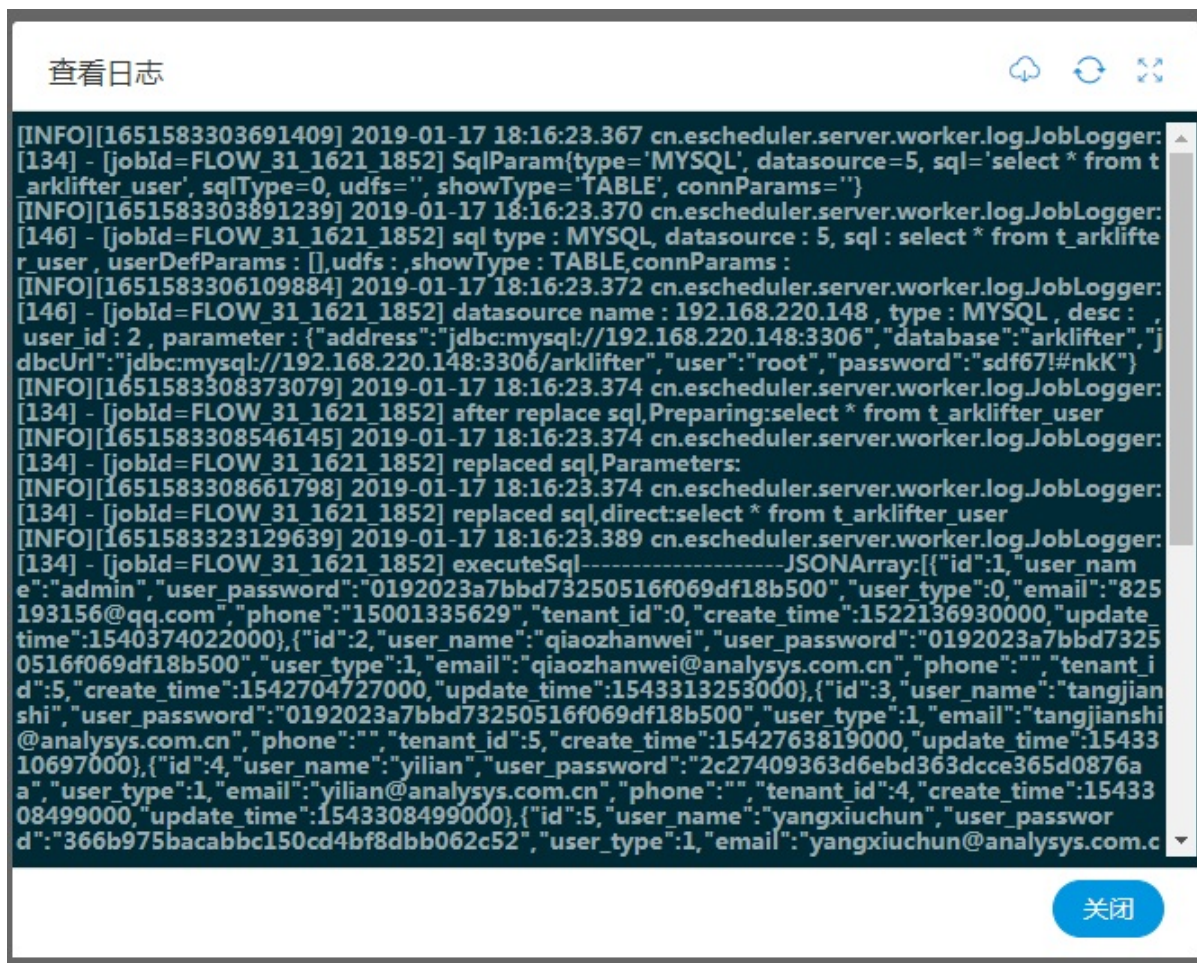 查看日志
[INFO][1651583303691409] 2019-01-17 18:16:23.367 cn.escheduler.server.worker.log.JobLogger:
[134] - [jobId=FLOW_31_1621_1852] SqlParam{type='MYSQL', datasource=5, sql='select * from t
_arklifter_user', sqlType=0, udfs='', showType='TABLE', connParams=''}
[INFO][1651583303891239] 2019-01-17 18:16:23.370 cn.escheduler.server.worker.log.JobLogger:
[146] - [jobId=FLOW_31_1621_1852] sql type : MYSQL, datasource : 5, sql : select * from t_arklifte
r_user , userDefParams : [],udfs : ,showType : TABLE,connParams :
[INFO][1651583306109884] 2019-01-17 18:16:23.372 cn.escheduler.server.worker.log.JobLogger:
[146] - [jobId=FLOW_31_1621_1852] datasource name : 192.168.220.148 , type : MYSQL , desc :  ,
user_id : 2 , parameter : {"address":"jdbc:mysql://192.168.220.148:3306","database":"arklifter","j
dbcUrl":"jdbc:mysql://192.168.220.148:3306/arklifter","user":"root","password":"sdf67!#nkK"}
[INFO][1651583308373079] 2019-01-17 18:16:23.374 cn.escheduler.server.worker.log.JobLogger:
[134] - [jobId=FLOW_31_1621_1852] after replace sql,Preparing:select * from t_arklifter_user
[INFO][1651583308546145] 2019-01-17 18:16:23.374 cn.escheduler.server.worker.log.JobLogger:
[134] - [jobId=FLOW_31_1621_1852] replaced sql,Parameters:
[INFO][1651583308661798] 2019-01-17 18:16:23.374 cn.escheduler.server.worker.log.JobLogger:
[134] - [jobId=FLOW_31_1621_1852] replaced sql,direct:select * from t_arklifter_user
[INFO][1651583323129639] 2019-01-17 18:16:23.389 cn.escheduler.server.worker.log.JobLogger:
[134] - [jobId=FLOW_31_1621_1852] executeSql--------------------JSONArray:[{"id":1,"user_nam
e":"admin","user_password":"0192023a7bbd73250516f069df18b500","user_type":0,"email":"825
193156@qq.com","phone":"15001335629","tenant_id":0,"create_time":1522136930000,"update_
time":1540374022000},{"id":2,"user_name":"qiaozhanwei","user_password":"0192023a7bbd7325
0516f069df18b500","user_type":1,"email":"qiaozhanwei@analysys.com.cn","phone":"","tenant_i
d":5,"create_time":1542704727000,"update_time":1543313253000},{"id":3,"user_name":"tangjian
shi","user_password":"0192023a7bbd73250516f069df18b500","user_type":1,"email":"tangjianshi
@analysys.com.cn","phone":"","tenant_id":5,"create_time":1542763819000,"update_time":15433
10697000},{"id":4,"user_name":"yilian","user_password":"2c27409363d6ebd363dcce365d0876a
a","user_type":1,"email":"yilian@analysys.com.cn","phone":"","tenant_id":4,"create_time":15433
08499000,"update_time":1543308499000},{"id":5,"user_name":"yangxiuchun","user_passwor
d":"366b975bacabbc150cd4bf8dbb062c52","user_type":1,"email":"yangxiuchun@analysys.com.c
关闭